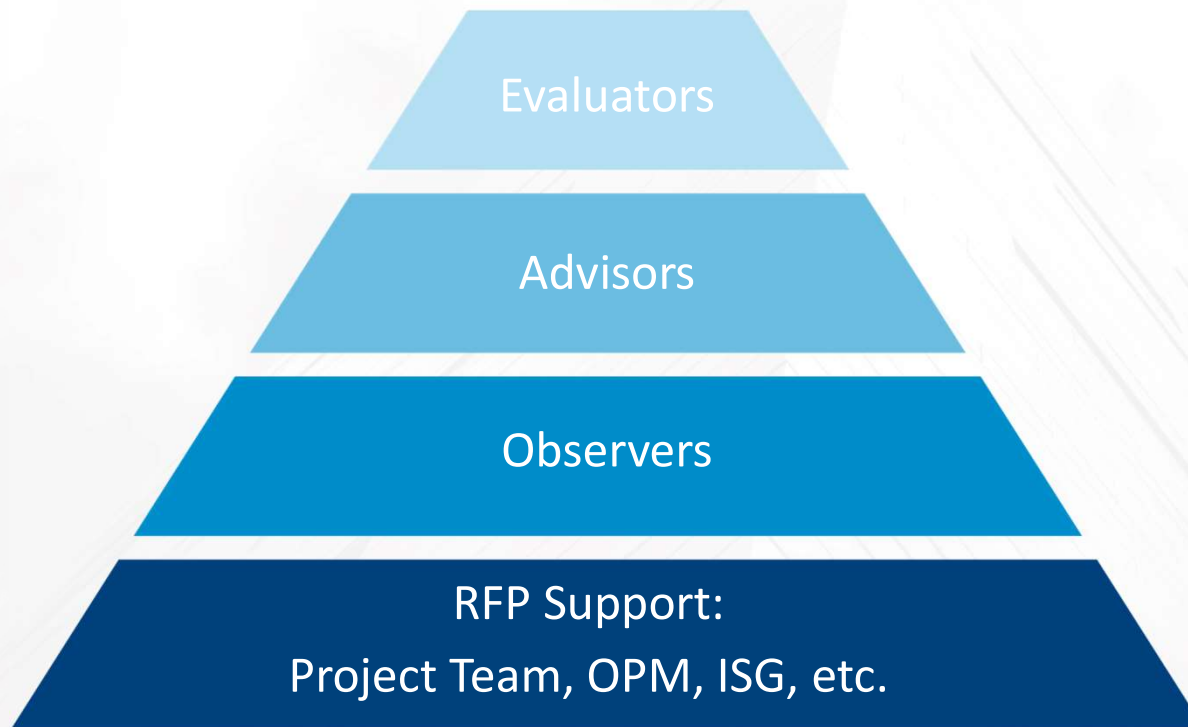 Evaluators
Advisors
Observers
RFP Support:
Project Team, OPM, ISG, etc.